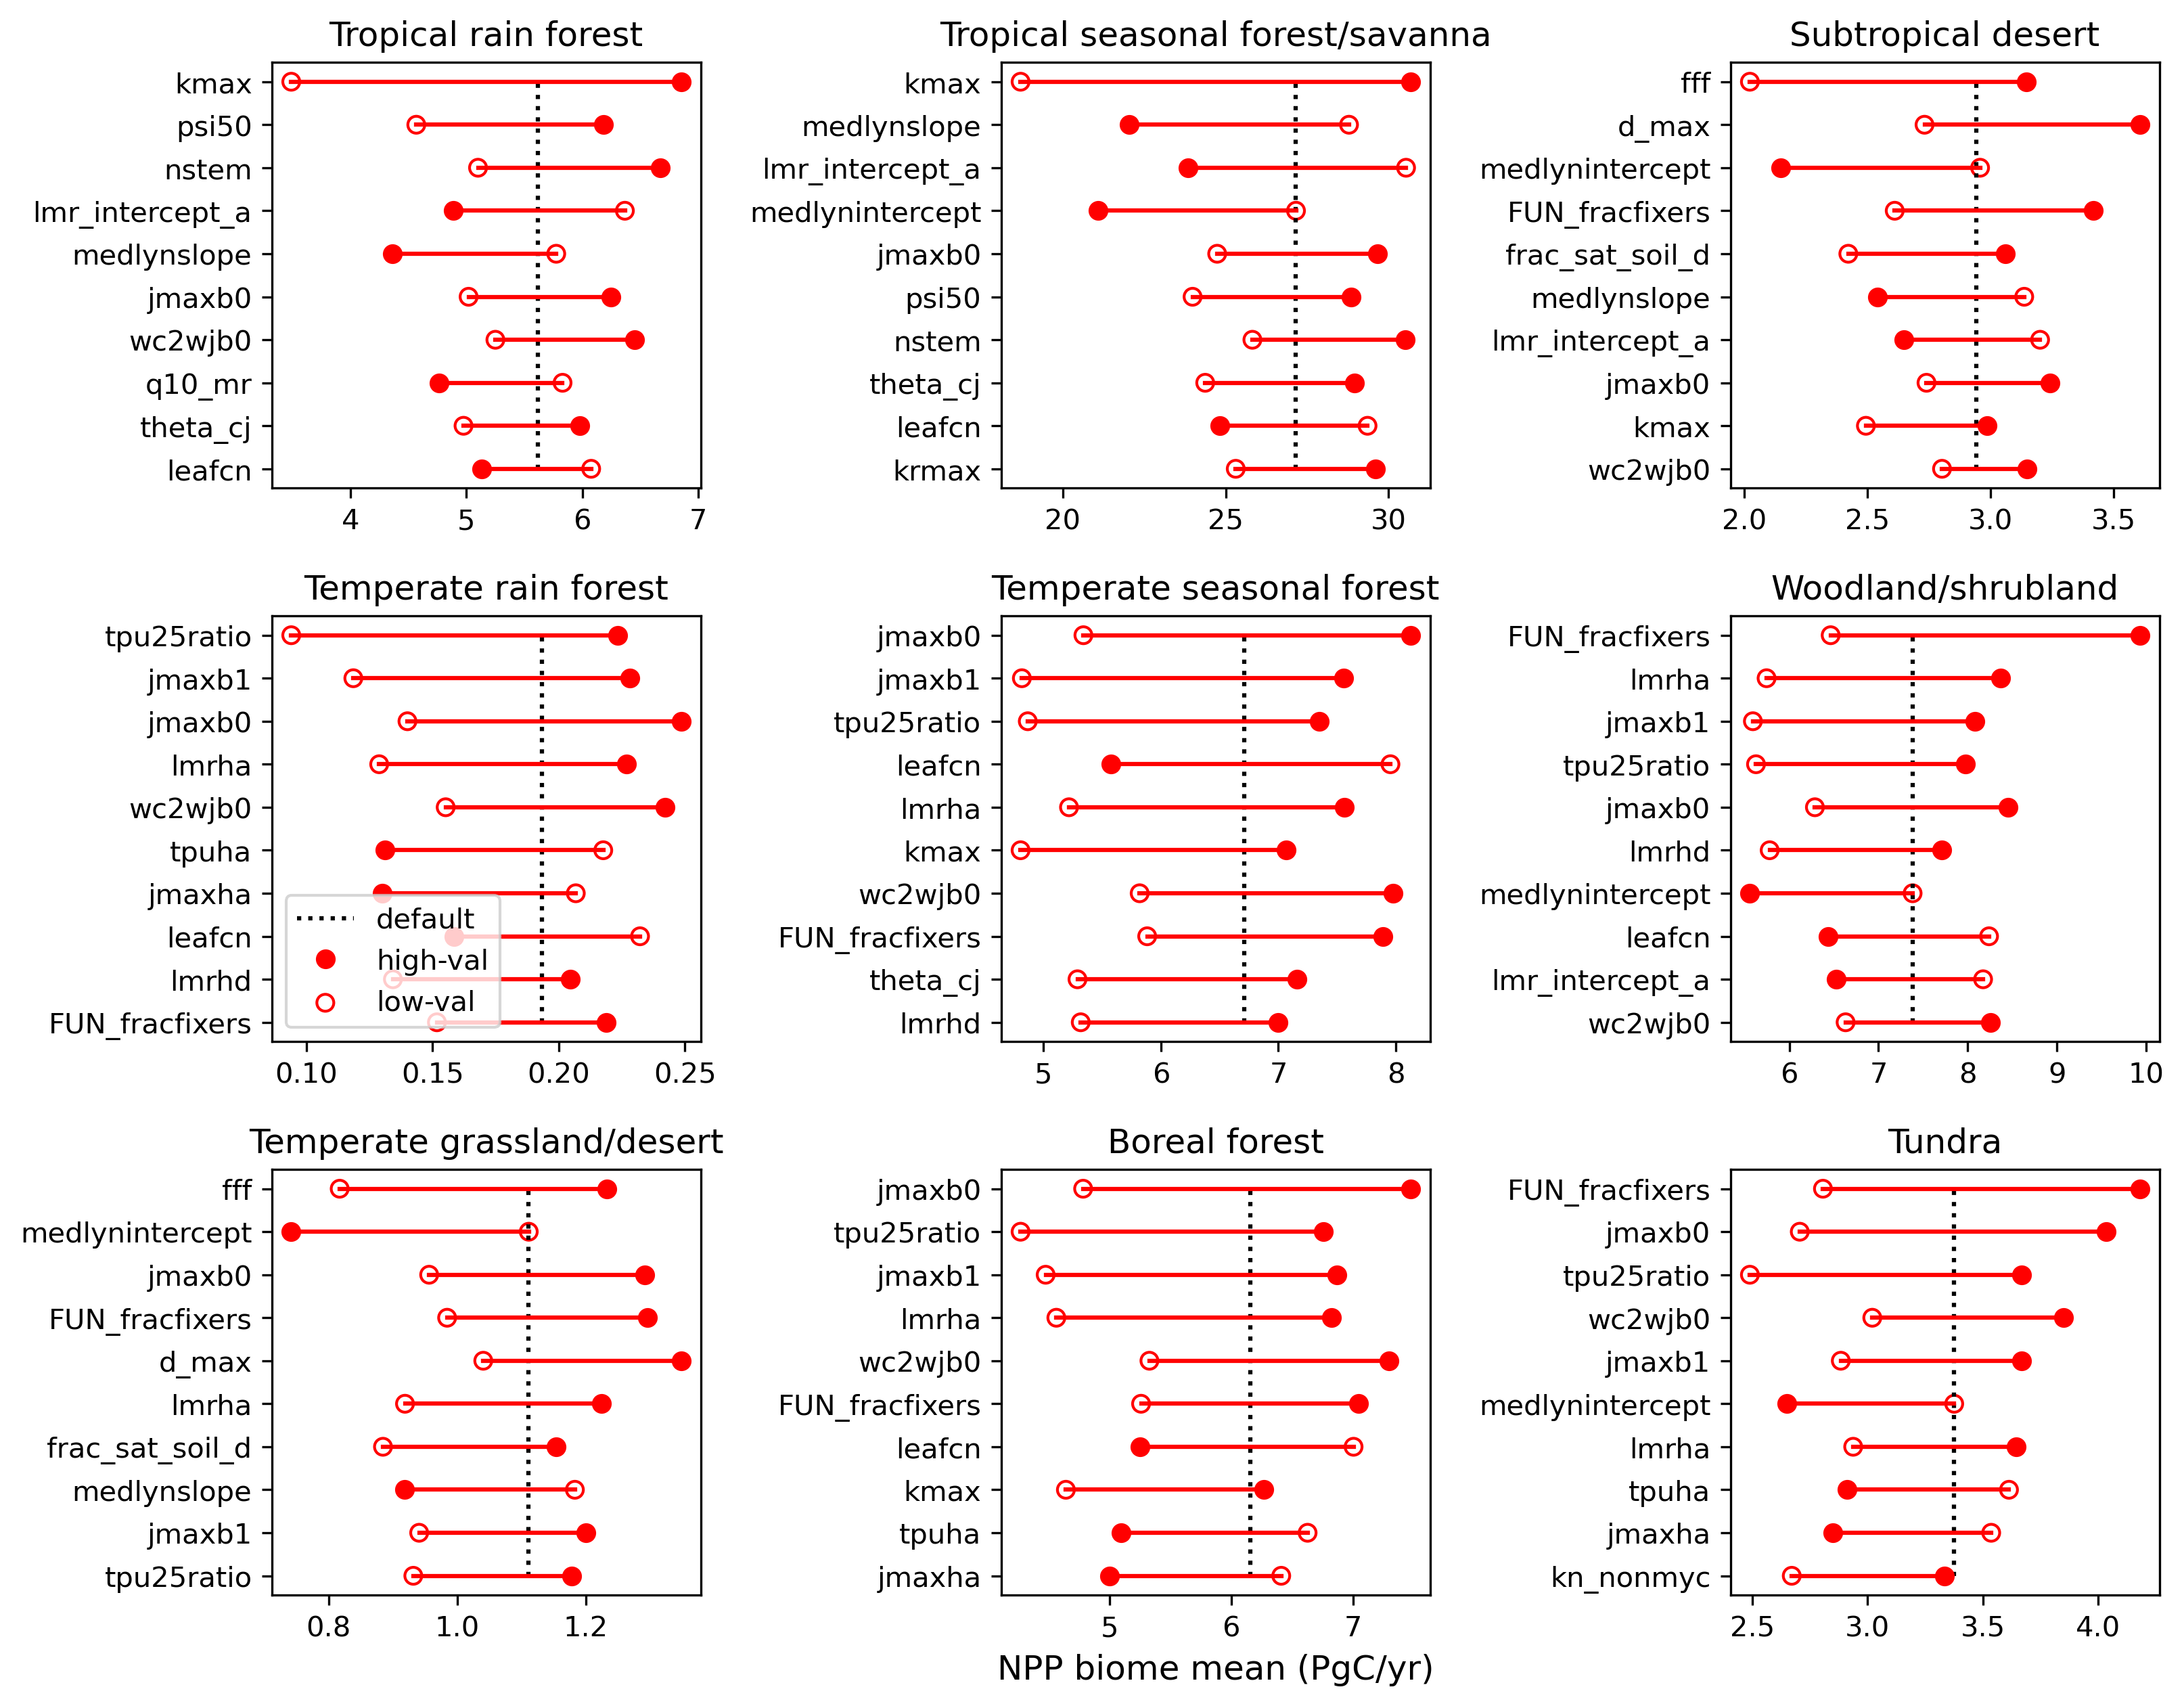 Tropical rain forest
kmax
psi50
nstem
lmr_intercept_a
medlynslope
jmaxb0
wc2wjb0
q10_mr
theta_cj
leafcn
4 5 6 7
Tropical seasonal forest/savanna
kmax
medlynslope
lmr_intercept_a
medlynintercept
jmaxb0
psi50
nstem
theta_cj
leafcn
krmax
20 25 30
Subtropical desert
fff
d_max
medlynintercept
FUN_fracfixers
frac_sat_soil_d
medlynslope
lmr_intercept_a
jmaxb0
kmax
wc2wjb0
2.0 2.5 3.0 3.5
Temperate rain forest
tpu25ratio
jmaxb1
jmaxb0
lmrha
wc2wjb0
tpuha
jmaxha
leafcn
lmrhd
FUN_fracfixers
default
high-val
low-val
0.10 0.15 0.20 0.25
Temperate seasonal forest
jmaxb0
jmaxb1
tpu25ratio
leafcn
lmrha
kmax
wc2wjb0
FUN_fracfixers
theta_cj
lmrhd
5 6 7 8
Woodland/shrubland
FUN_fracfixers
lmrha
jmaxb1
tpu25ratio
jmaxb0
lmrhd
medlynintercept
leafcn
lmr_intercept_a
wc2wjb0
6 7 8 9 10
Temperate grassland/desert
fff
medlynintercept
jmaxb0
FUN_fracfixers
d_max
lmrha
frac_sat_soil_d
medlynslope
jmaxb1
tpu25ratio
0.8 1.0 1.2
Boreal forest
jmaxb0
tpu25ratio
jmaxb1
lmrha
wc2wjb0
FUN_fracfixers
leafcn
kmax
tpuha
jmaxha
5 6 7
NPP biome mean (PgC/yr)
Tundra
FUN_fracfixers
jmaxb0
tpu25ratio
wc2wjb0
jmaxb1
medlynintercept
lmrha
tpuha
jmaxha
kn_nonmyc
2.5 3.0 3.5 4.0